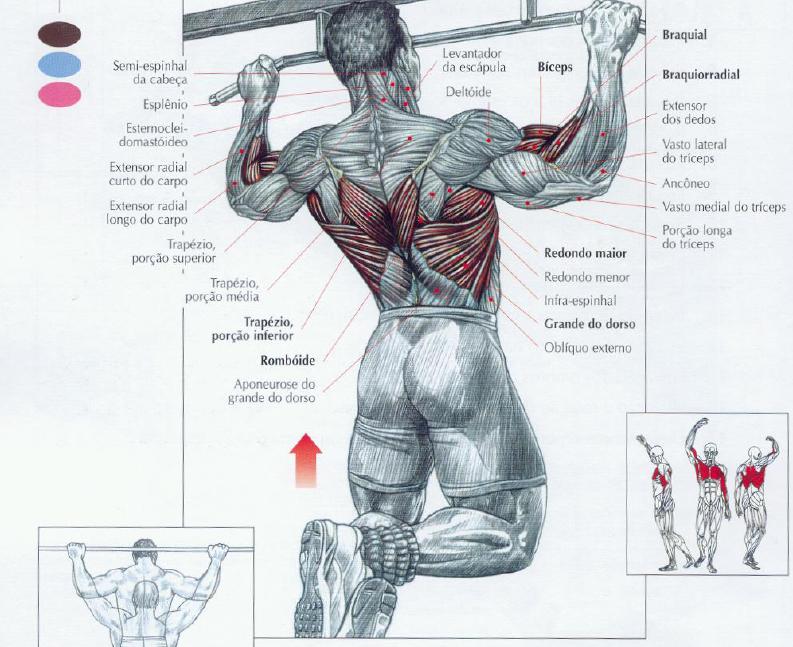 Semi-espinhal
da cabeça
Esplênio
Esternoclei-
domastóideo
Extensor radial
curto do carpo
Extensor radial
longo do carpo
Trapézio,
porção superior
Trapézio,
porção média
Trapézio,
porção inferior
Rombóide
Aponeurose do
grande do dorso
Levantador
da escápula
Deltóide
Bíceps
Braquial
Braquiorradial
Extensor
dos dedos
Vasto lateral
do tríceps
Ancôneo
Vasto medial do tríceps
Porção longa
do tríceps
Redondo maior
Redondo menor
Infra-espinhal
Grande do dorso
Oblíquo externo